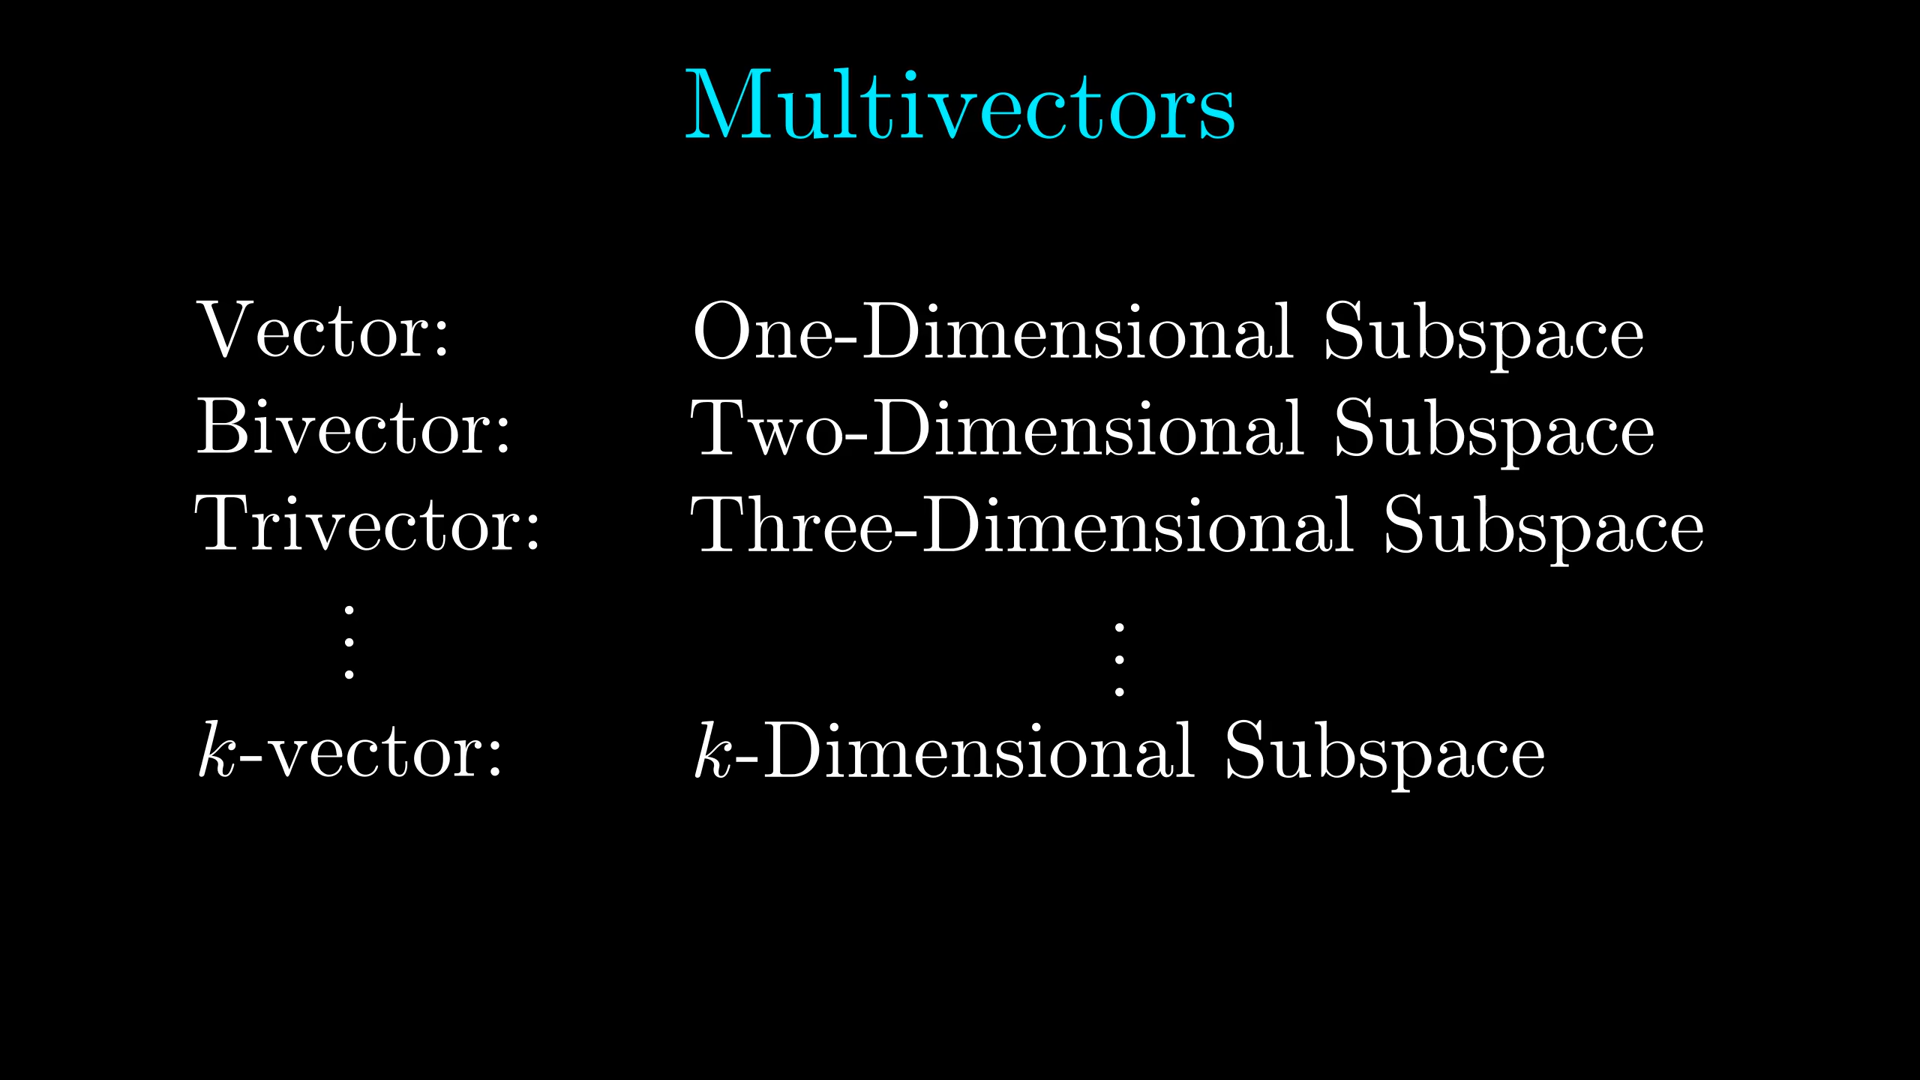 Multivectors
Vector: One-Dimensional Subspace
Bivector: Two-Dimensional Subspace
Trivector: Three-Dimensional Subspace
⋮ ⋮
k-vector: k-Dimensional Subspace